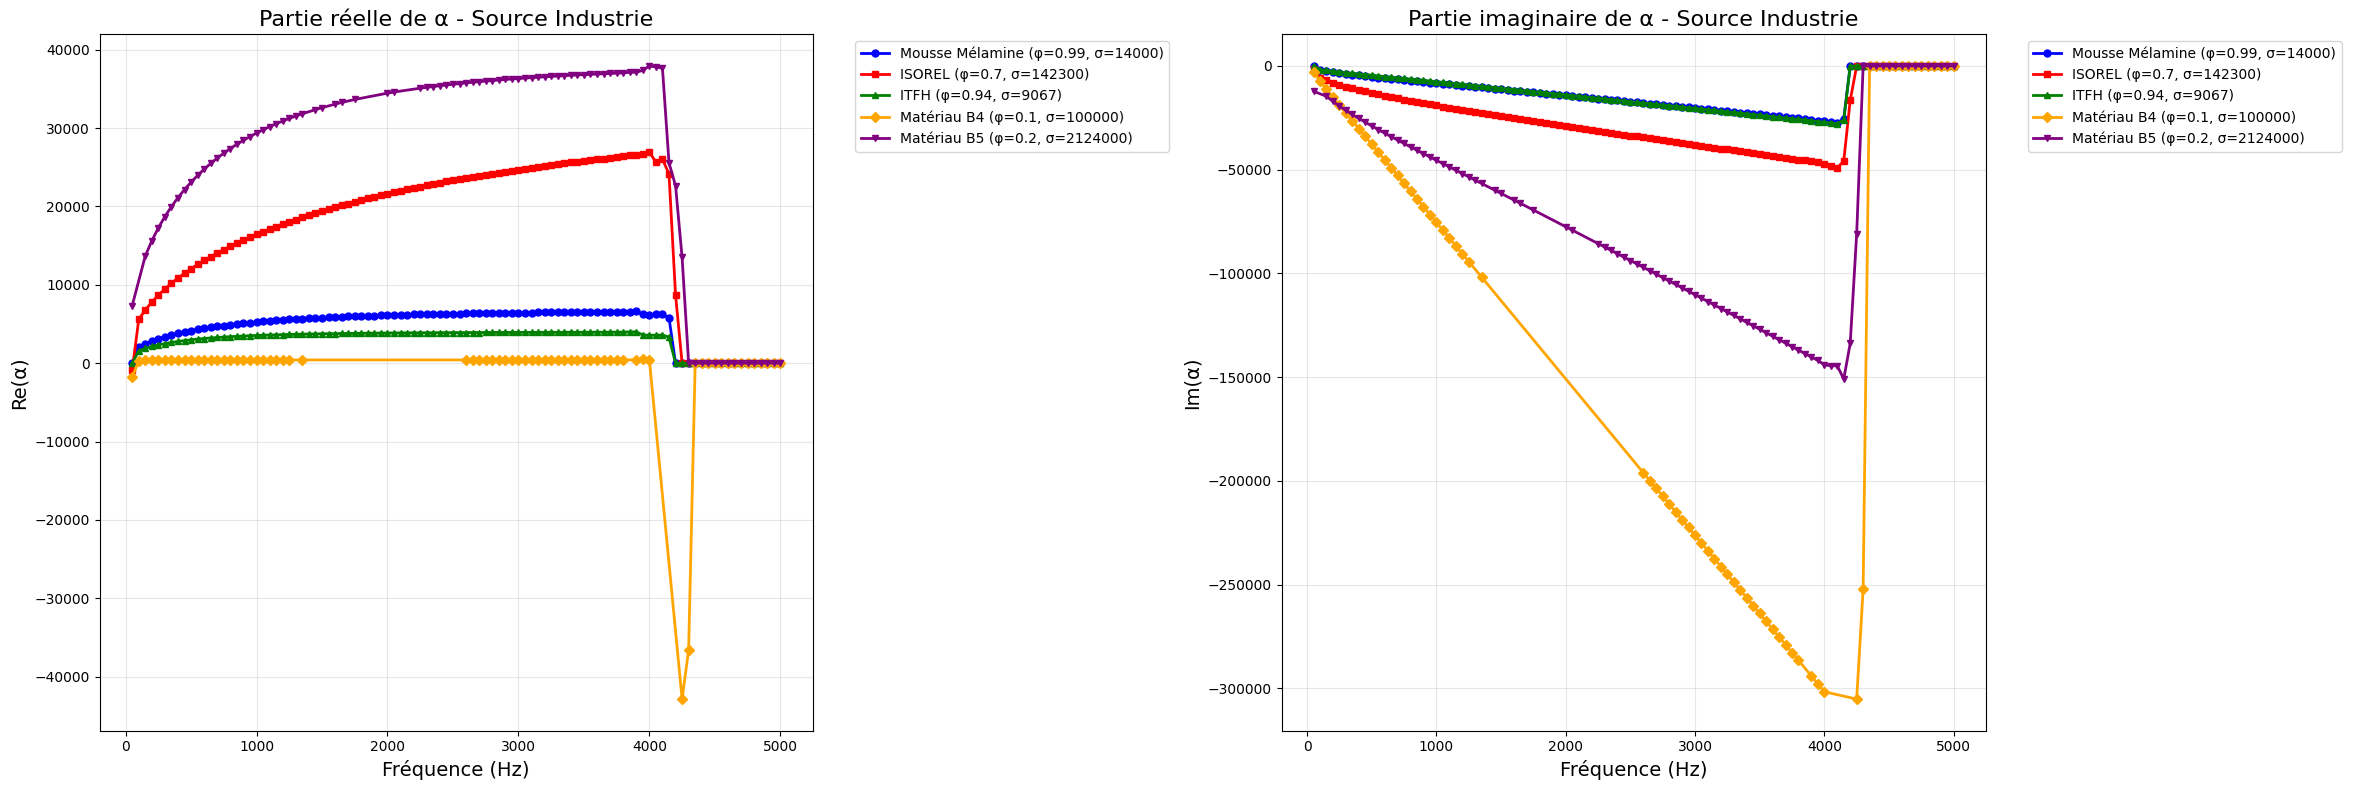 Partie réelle de α - Source Industrie
40000
30000
20000
10000
0
−10000
−20000
−30000
−40000
Re(α)
0 1000 2000 3000 4000 5000
Fréquence (Hz)
Mousse Mélamine (φ=0.99, σ=14000)
ISOREL (φ=0.7, σ=142300)
ITFH (φ=0.94, σ=9067)
Matériau B4 (φ=0.1, σ=100000)
Matériau B5 (φ=0.2, σ=2124000)
Partie imaginaire de α - Source Industrie
0
−50000
−100000
−150000
−200000
−250000
−300000
Im(α)
0 1000 2000 3000 4000 5000
Fréquence (Hz)
Mousse Mélamine (φ=0.99, σ=14000)
ISOREL (φ=0.7, σ=142300)
ITFH (φ=0.94, σ=9067)
Matériau B4 (φ=0.1, σ=100000)
Matériau B5 (φ=0.2, σ=2124000)